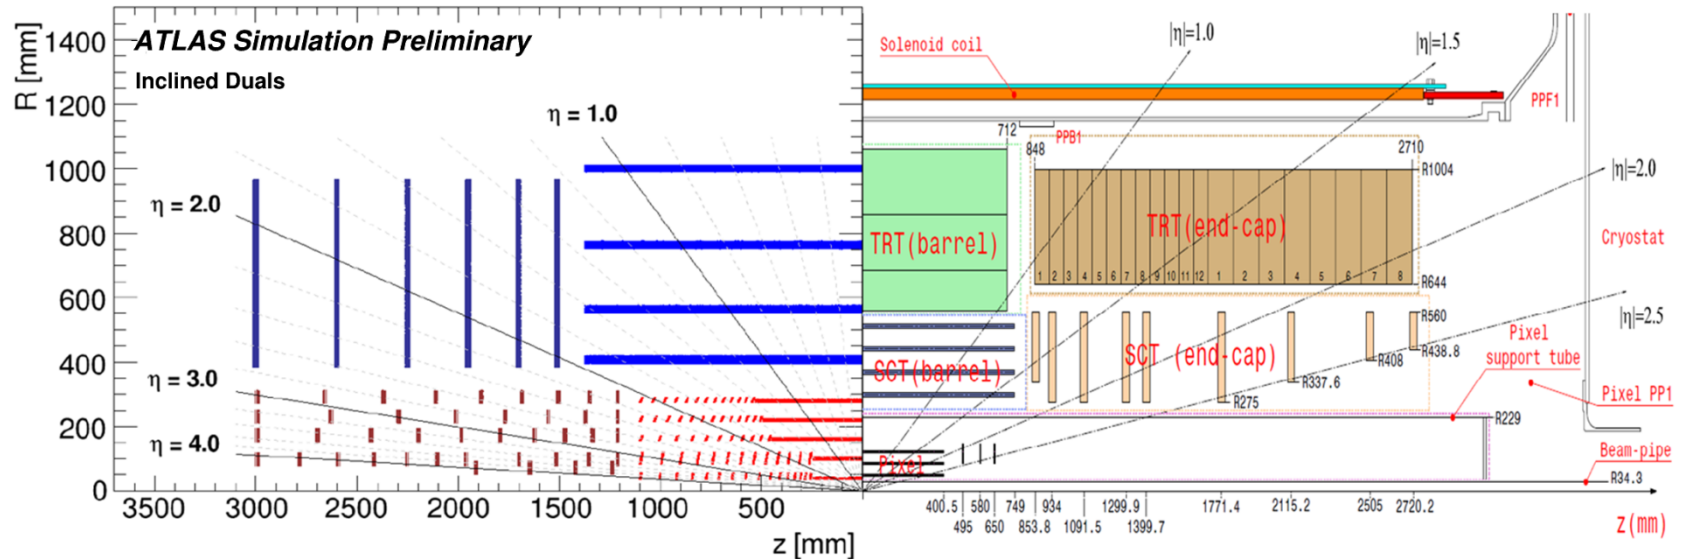 ATLAS Simulation Preliminary
Inclined Duals
R [mm]
1400
1200
1000
800
600
400
200
0
η = 1.0
η = 2.0
η = 3.0
η = 4.0
3500 3000 2500 2000 1500 1000 500
z [mm]
Solenoid coil
|η|=1.0
|η|=1.5
PPF1
712
PPB1
848
2710
R1004
|η|=2.0
TRT(barrel)
TRT(end-cap)
Cryostat
1 2 3 4 5 6 7 8 9 10 11 12 1 2 3 4 5 6 7 8
R644
R560
|η|=2.5
SCT(barrel)
SCT (end-cap)
R438.8
R408
R337.6
R275
Pixel
support tube
Pixel PP1
R229
Pixel
Beam-pipe
R34.3
400.5 580 749 934 1299.9 1771.4 2115.2 2505 2720.2
495 650 853.8 1091.5 1399.7
z(mm)